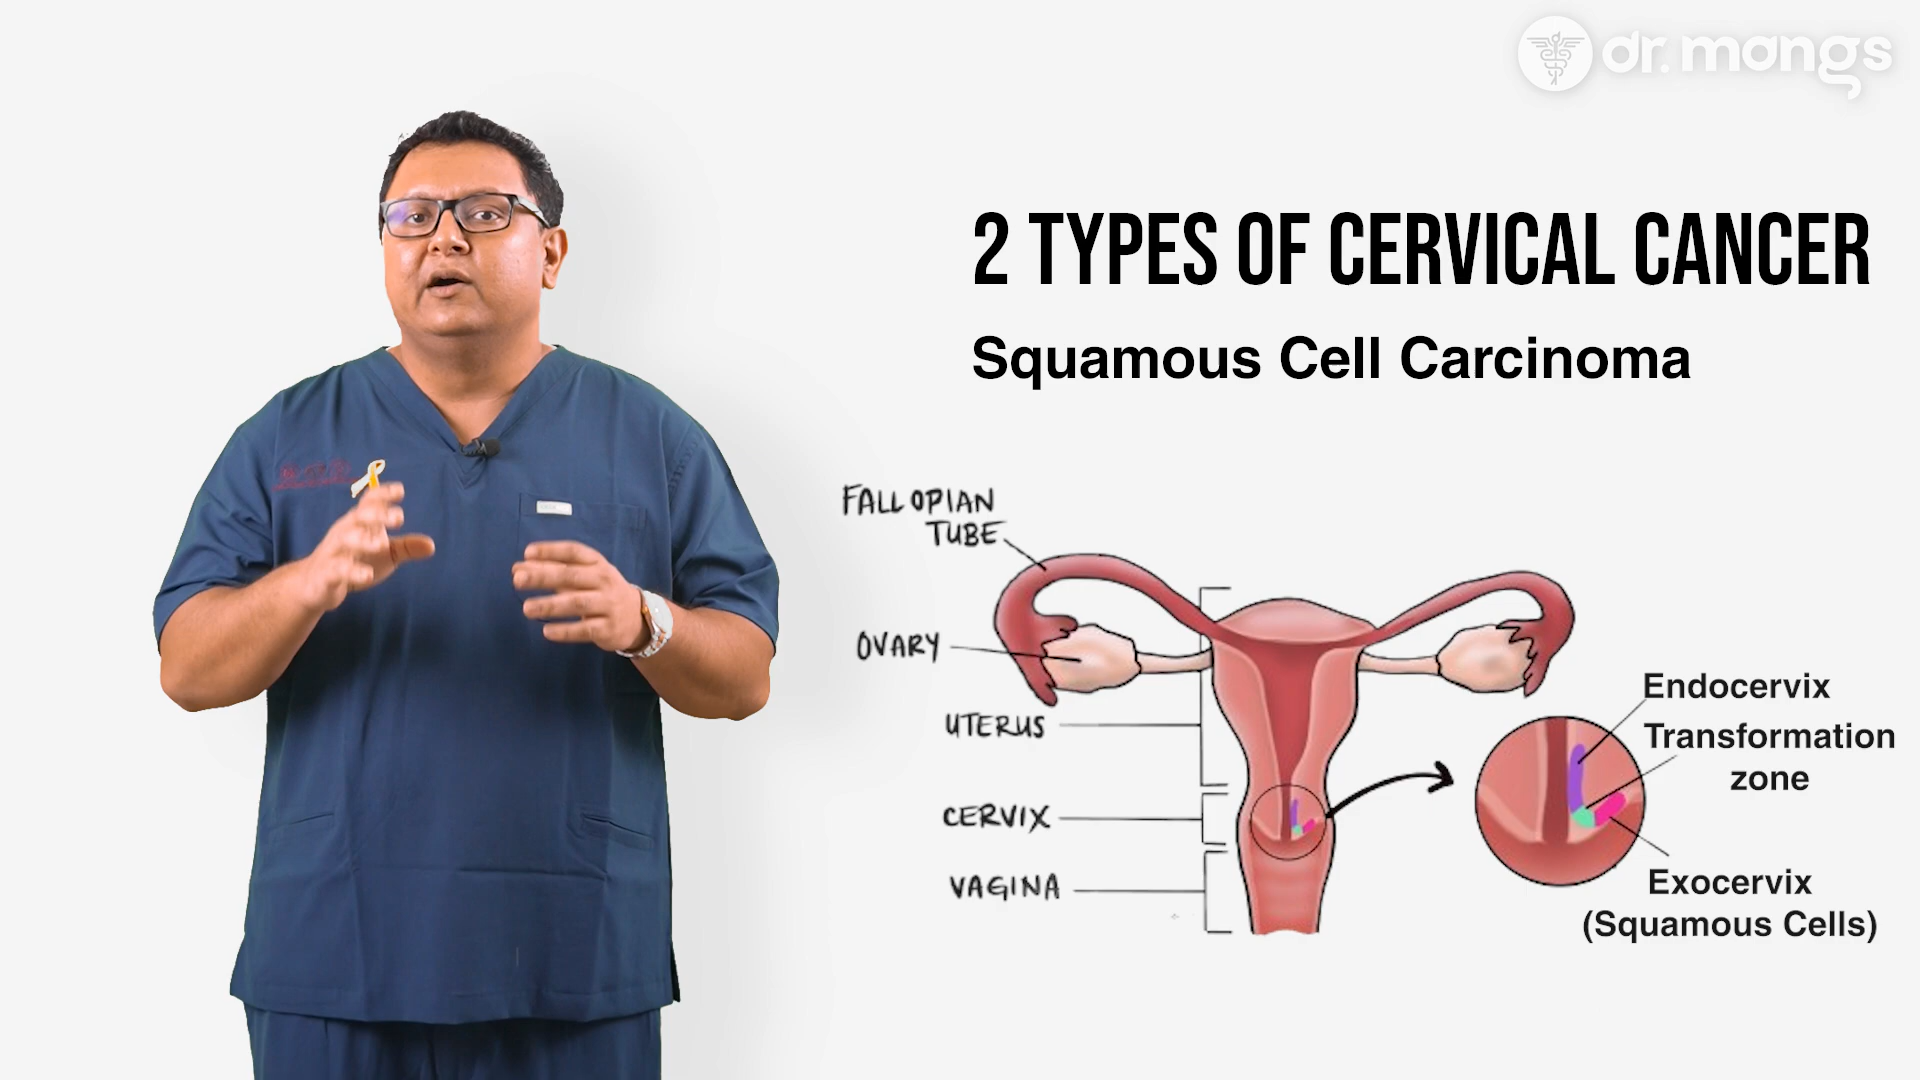 dr. mangs
2 TYPES OF CERVICAL CANCER
Squamous Cell Carcinoma
FALLOPIAN
TUBE
OVARY
UTERUS
CERVIX
VAGINA
Endocervix
Transformation
zone
Exocervix
(Squamous Cells)